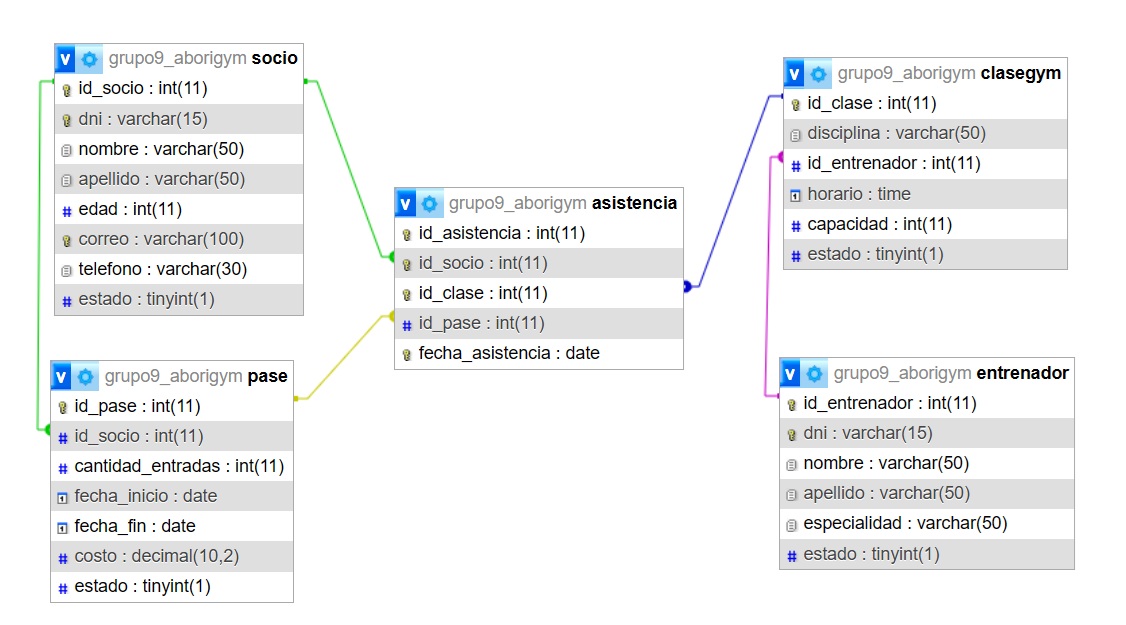 grupo9_aborigym socio
id_socio : int(11)
dni : varchar(15)
nombre : varchar(50)
apellido : varchar(50)
edad : int(11)
correo : varchar(100)
telefono : varchar(30)
estado : tinyint(1)
grupo9_aborigym pase
id_pase : int(11)
id_socio : int(11)
cantidad_entradas : int(11)
fecha_inicio : date
fecha_fin : date
costo : decimal(10,2)
estado : tinyint(1)
grupo9_aborigym asistencia
id_asistencia : int(11)
id_socio : int(11)
id_clase : int(11)
id_pase : int(11)
fecha_asistencia : date
grupo9_aborigym clasegym
id_clase : int(11)
disciplina : varchar(50)
id_entrenador : int(11)
horario : time
capacidad : int(11)
estado : tinyint(1)
grupo9_aborigym entrenador
id_entrenador : int(11)
dni : varchar(15)
nombre : varchar(50)
apellido : varchar(50)
especialidad : varchar(50)
estado : tinyint(1)